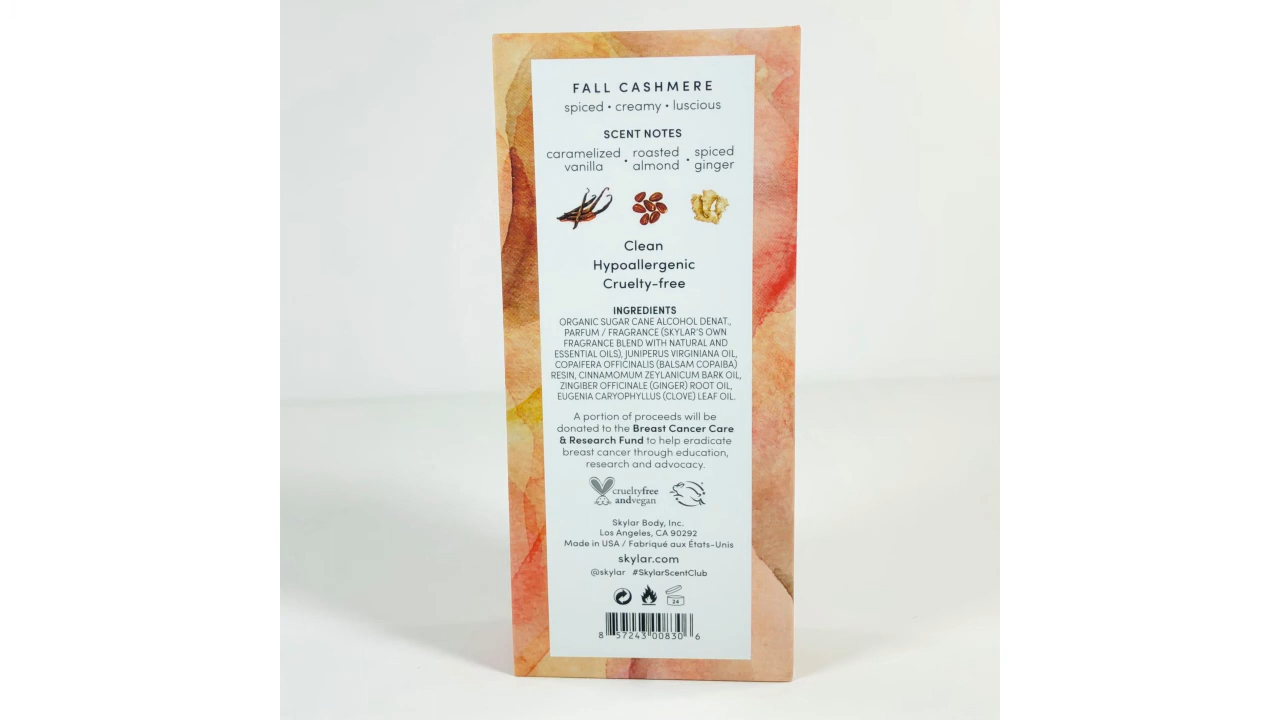 FALL CASHMERE
spiced • creamy • luscious
SCENT NOTES
caramelized vanilla • roasted almond • spiced ginger
Clean
Hypoallergenic
Cruelty-free
INGREDIENTS
ORGANIC SUGAR CANE ALCOHOL DENAT.,
PARFUM / FRAGRANCE (SKYLAR'S OWN
FRAGRANCE BLEND WITH NATURAL AND
ESSENTIAL OILS), JUNIPERUS VIRGINIANA OIL,
COPAIFERA OFFICINALIS (BALSAM COPAIBA)
RESIN, CINNAMOMUM ZEYLANICUM BARK OIL,
ZINGIBER OFFICINALE (GINGER) ROOT OIL,
EUGENIA CARYOPHYLLUS (CLOVE) LEAF OIL.
A portion of proceeds will be
donated to the Breast Cancer Care
& Research Fund to help eradicate
breast cancer through education,
research and advocacy.
crueltyfree
andvegan
Skylar Body, Inc.
Los Angeles, CA 90292
Made in USA / Fabriqué aux États-Unis
skylar.com
@skylar #SkylarScentClub
24
8 57243 00830 6